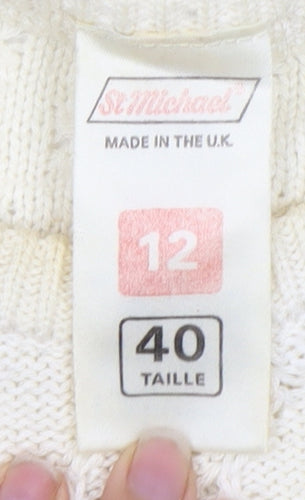 St Michael®
MADE IN THE U.K.
12
40
TAILLE